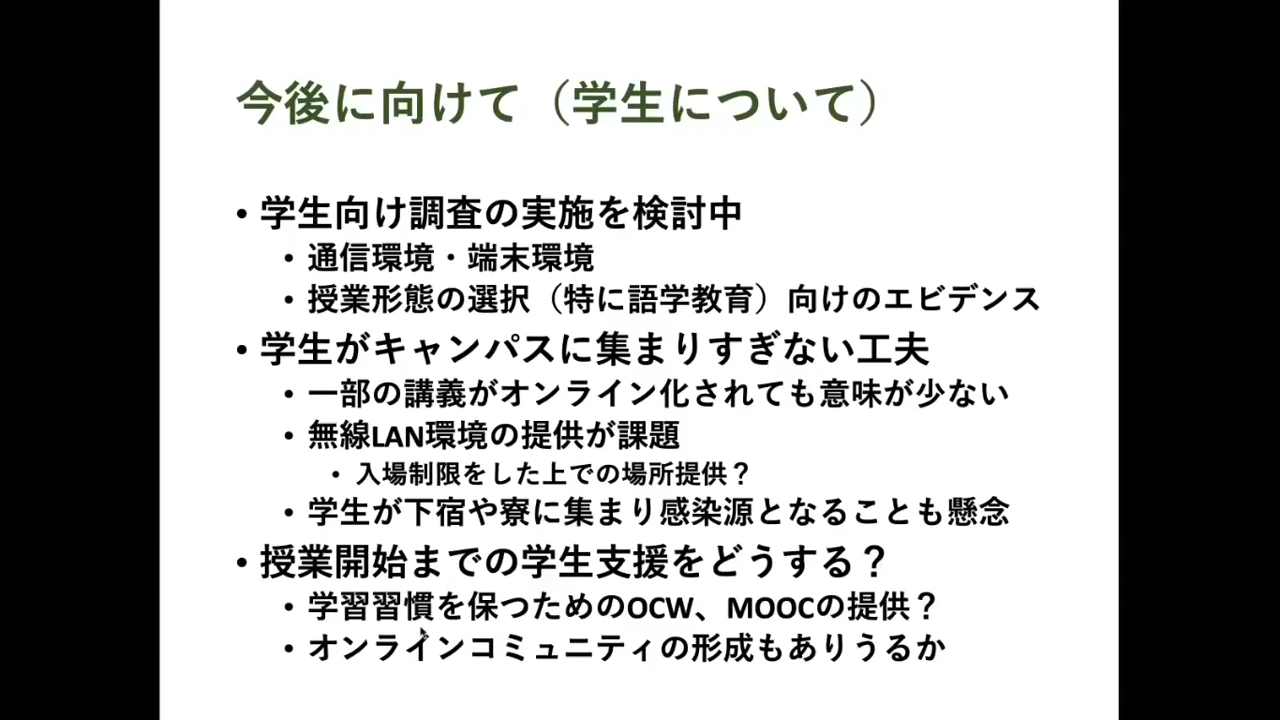 今後に向けて（学生について）
• 学生向け調査の実施を検討中
• 通信環境・端末環境
• 授業形態の選択（特に語学教育）向けのエビデンス
• 学生がキャンパスに集まりすぎない工夫
• 一部の講義がオンライン化されても意味が少ない
• 無線LAN環境の提供が課題
• 入場制限をした上での場所提供？
• 学生が下宿や寮に集まり感染源となることも懸念
• 授業開始までの学生支援をどうする？
• 学習習慣を保つためのOCW、MOOCの提供？
• オンラインコミュニティの形成もありうるか